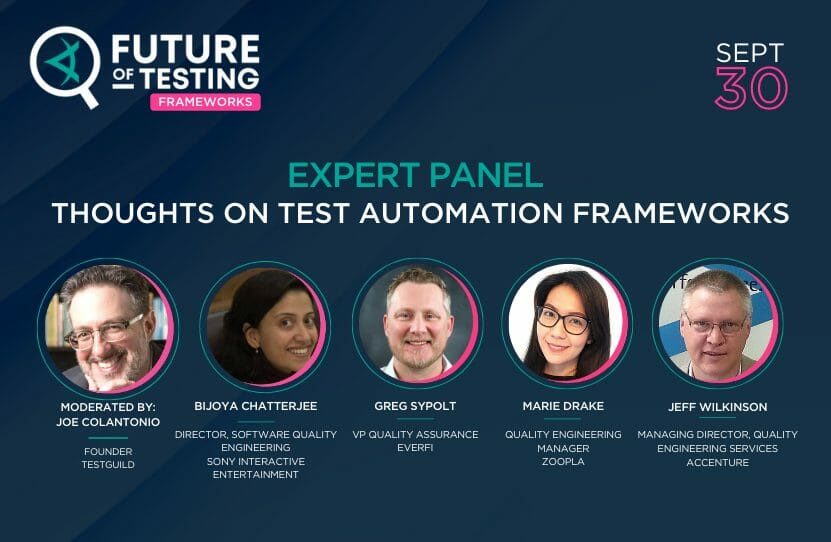 FUTURE
OF TESTING
FRAMEWORKS
SEPT
30
EXPERT PANEL
THOUGHTS ON TEST AUTOMATION FRAMEWORKS
MODERATED BY:
JOE COLANTONIO
FOUNDER
TESTGUILD
BIJOYA CHATTERJEE
DIRECTOR, SOFTWARE QUALITY
ENGINEERING
SONY INTERACTIVE
ENTERTAINMENT
GREG SYPOLT
VP QUALITY ASSURANCE
EVERFI
MARIE DRAKE
QUALITY ENGINEERING
MANAGER
ZOOPLA
JEFF WILKINSON
MANAGING DIRECTOR, QUALITY
ENGINEERING SERVICES
ACCENTURE